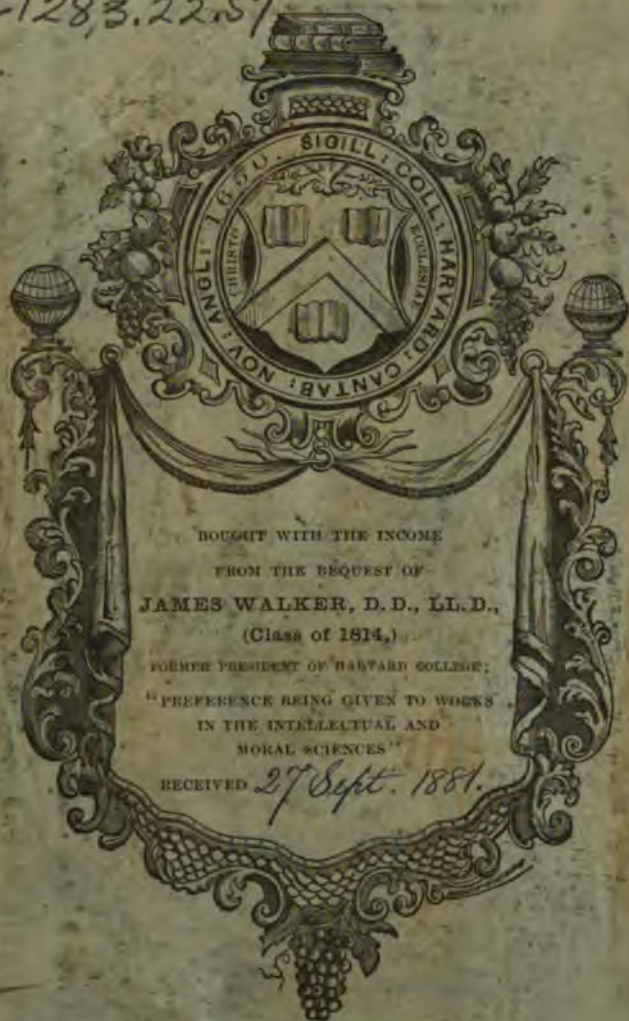 1283.22.57
SIGILL: COLL: HARVARD: CANTAB: NOV: ANGL: 1650.
CHRISTO
ECCLESIAE
BOUGHT WITH THE INCOME
FROM THE BEQUEST OF
JAMES WALKER, D.D., LL.D.,
(Class of 1814,)
FORMER PRESIDENT OF HARVARD COLLEGE;
"PREFERENCE BEING GIVEN TO WORKS
IN THE INTELLECTUAL AND
MORAL SCIENCES"
RECEIVED 27 Sept. 1881.